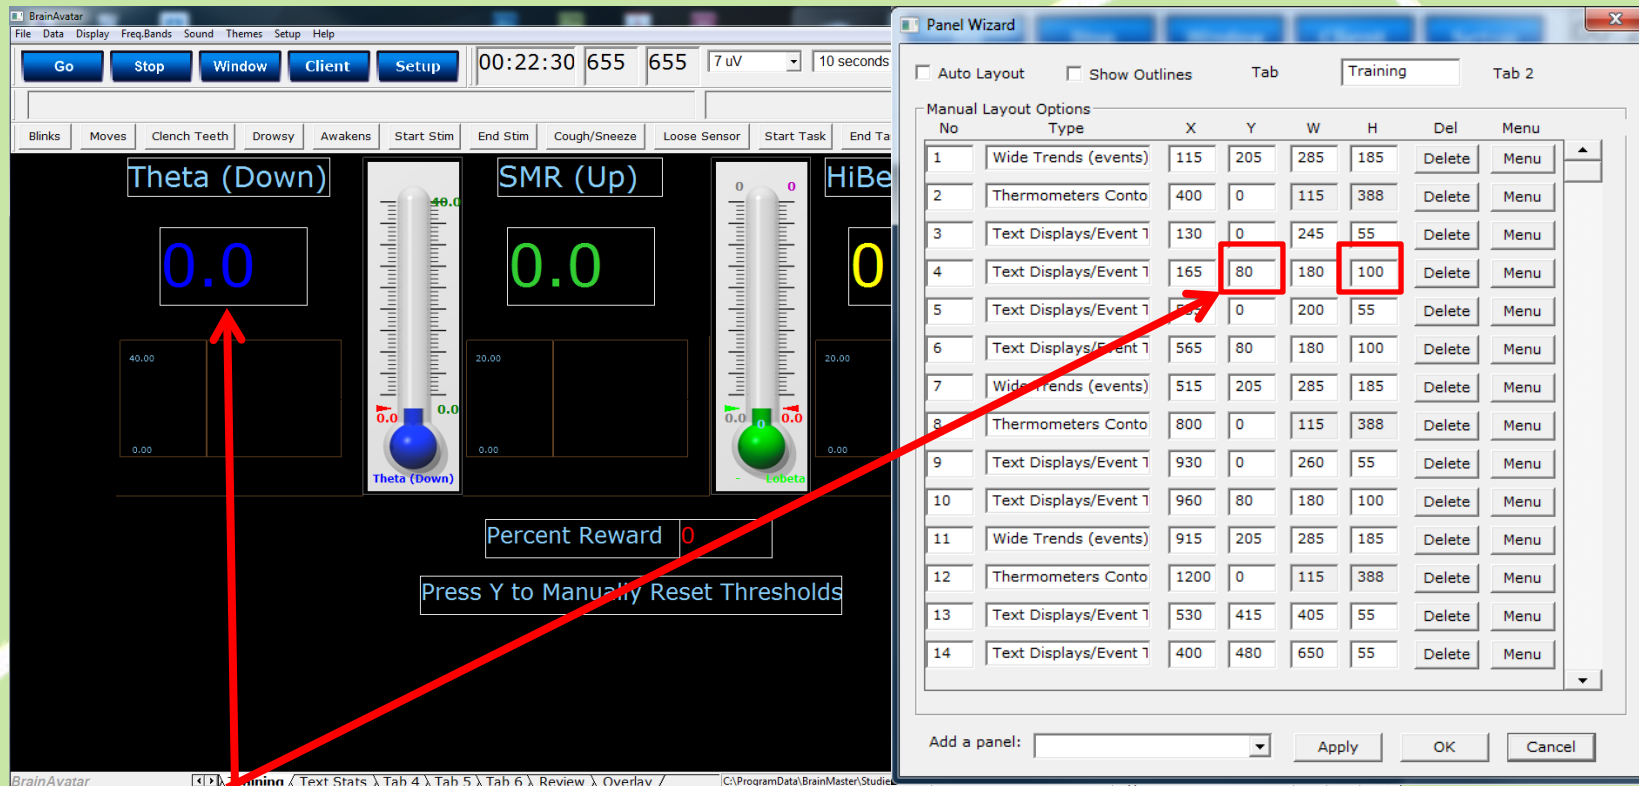 BrainAvatar
File Data Display Freq.Bands Sound Themes Setup Help
Go Stop Window Client Setup 00:22:30 655 655 7 uV 10 seconds
Blinks Moves Clench Teeth Drowsy Awakens Start Stim End Stim Cough/Sneeze Loose Sensor Start Task End Ta
Theta (Down) SMR (Up) HiBe
40.0 0 0
0.0 0.0 0
40.00 20.00 20.00
0.0 0.0 0.0 0 0.0
0.00 0.00 0.00
Theta (Down) - Lobeta
Percent Reward 0
Press Y to Manually Reset Thresholds
BrainAvatar Training Text Stats Tab 4 Tab 5 Tab 6 Review Overlay C:\ProgramData\BrainMaster\Studie
Panel Wizard
Auto Layout Show Outlines Tab Training Tab 2
Manual Layout Options
No Type X Y W H Del Menu
1 Wide Trends (events) 115 205 285 185 Delete Menu
2 Thermometers Conto 400 0 115 388 Delete Menu
3 Text Displays/Event T 130 0 245 55 Delete Menu
4 Text Displays/Event T 165 80 180 100 Delete Menu
5 Text Displays/Event T 0 200 55 Delete Menu
6 Text Displays/Event T 565 80 180 100 Delete Menu
7 Wide Trends (events) 515 205 285 185 Delete Menu
8 Thermometers Conto 800 0 115 388 Delete Menu
9 Text Displays/Event T 930 0 260 55 Delete Menu
10 Text Displays/Event T 960 80 180 100 Delete Menu
11 Wide Trends (events) 915 205 285 185 Delete Menu
12 Thermometers Conto 1200 0 115 388 Delete Menu
13 Text Displays/Event T 530 415 405 55 Delete Menu
14 Text Displays/Event T 400 480 650 55 Delete Menu
Add a panel: Apply OK Cancel